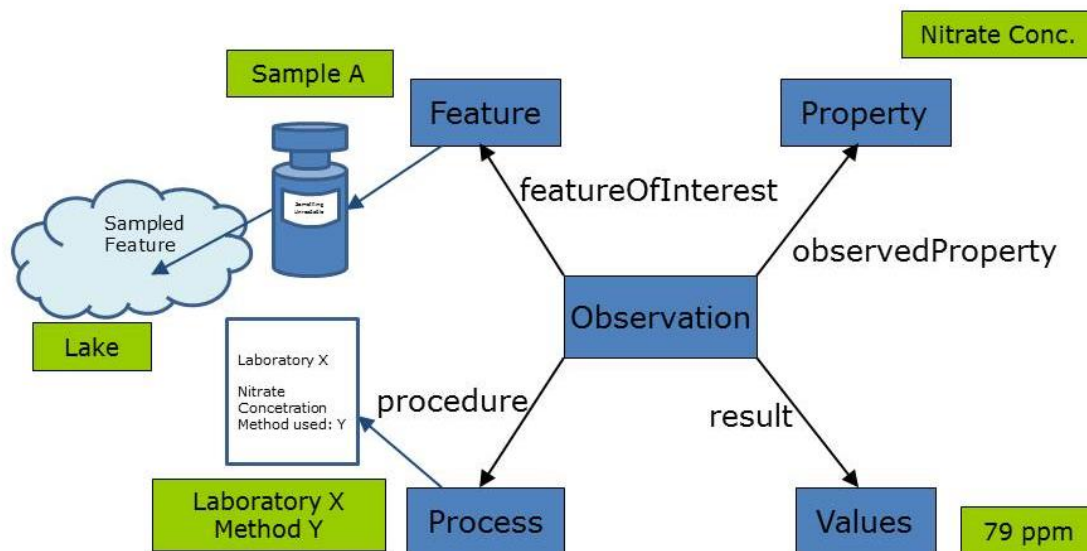 Nitrate Conc.
Sample A
Feature
Property
featureOfInterest
Sampled
Feature
observedProperty
Observation
Lake
Laboratory X
Nitrate
Concetration
Method used: Y
procedure
result
Laboratory X
Method Y
Process
Values
79 ppm